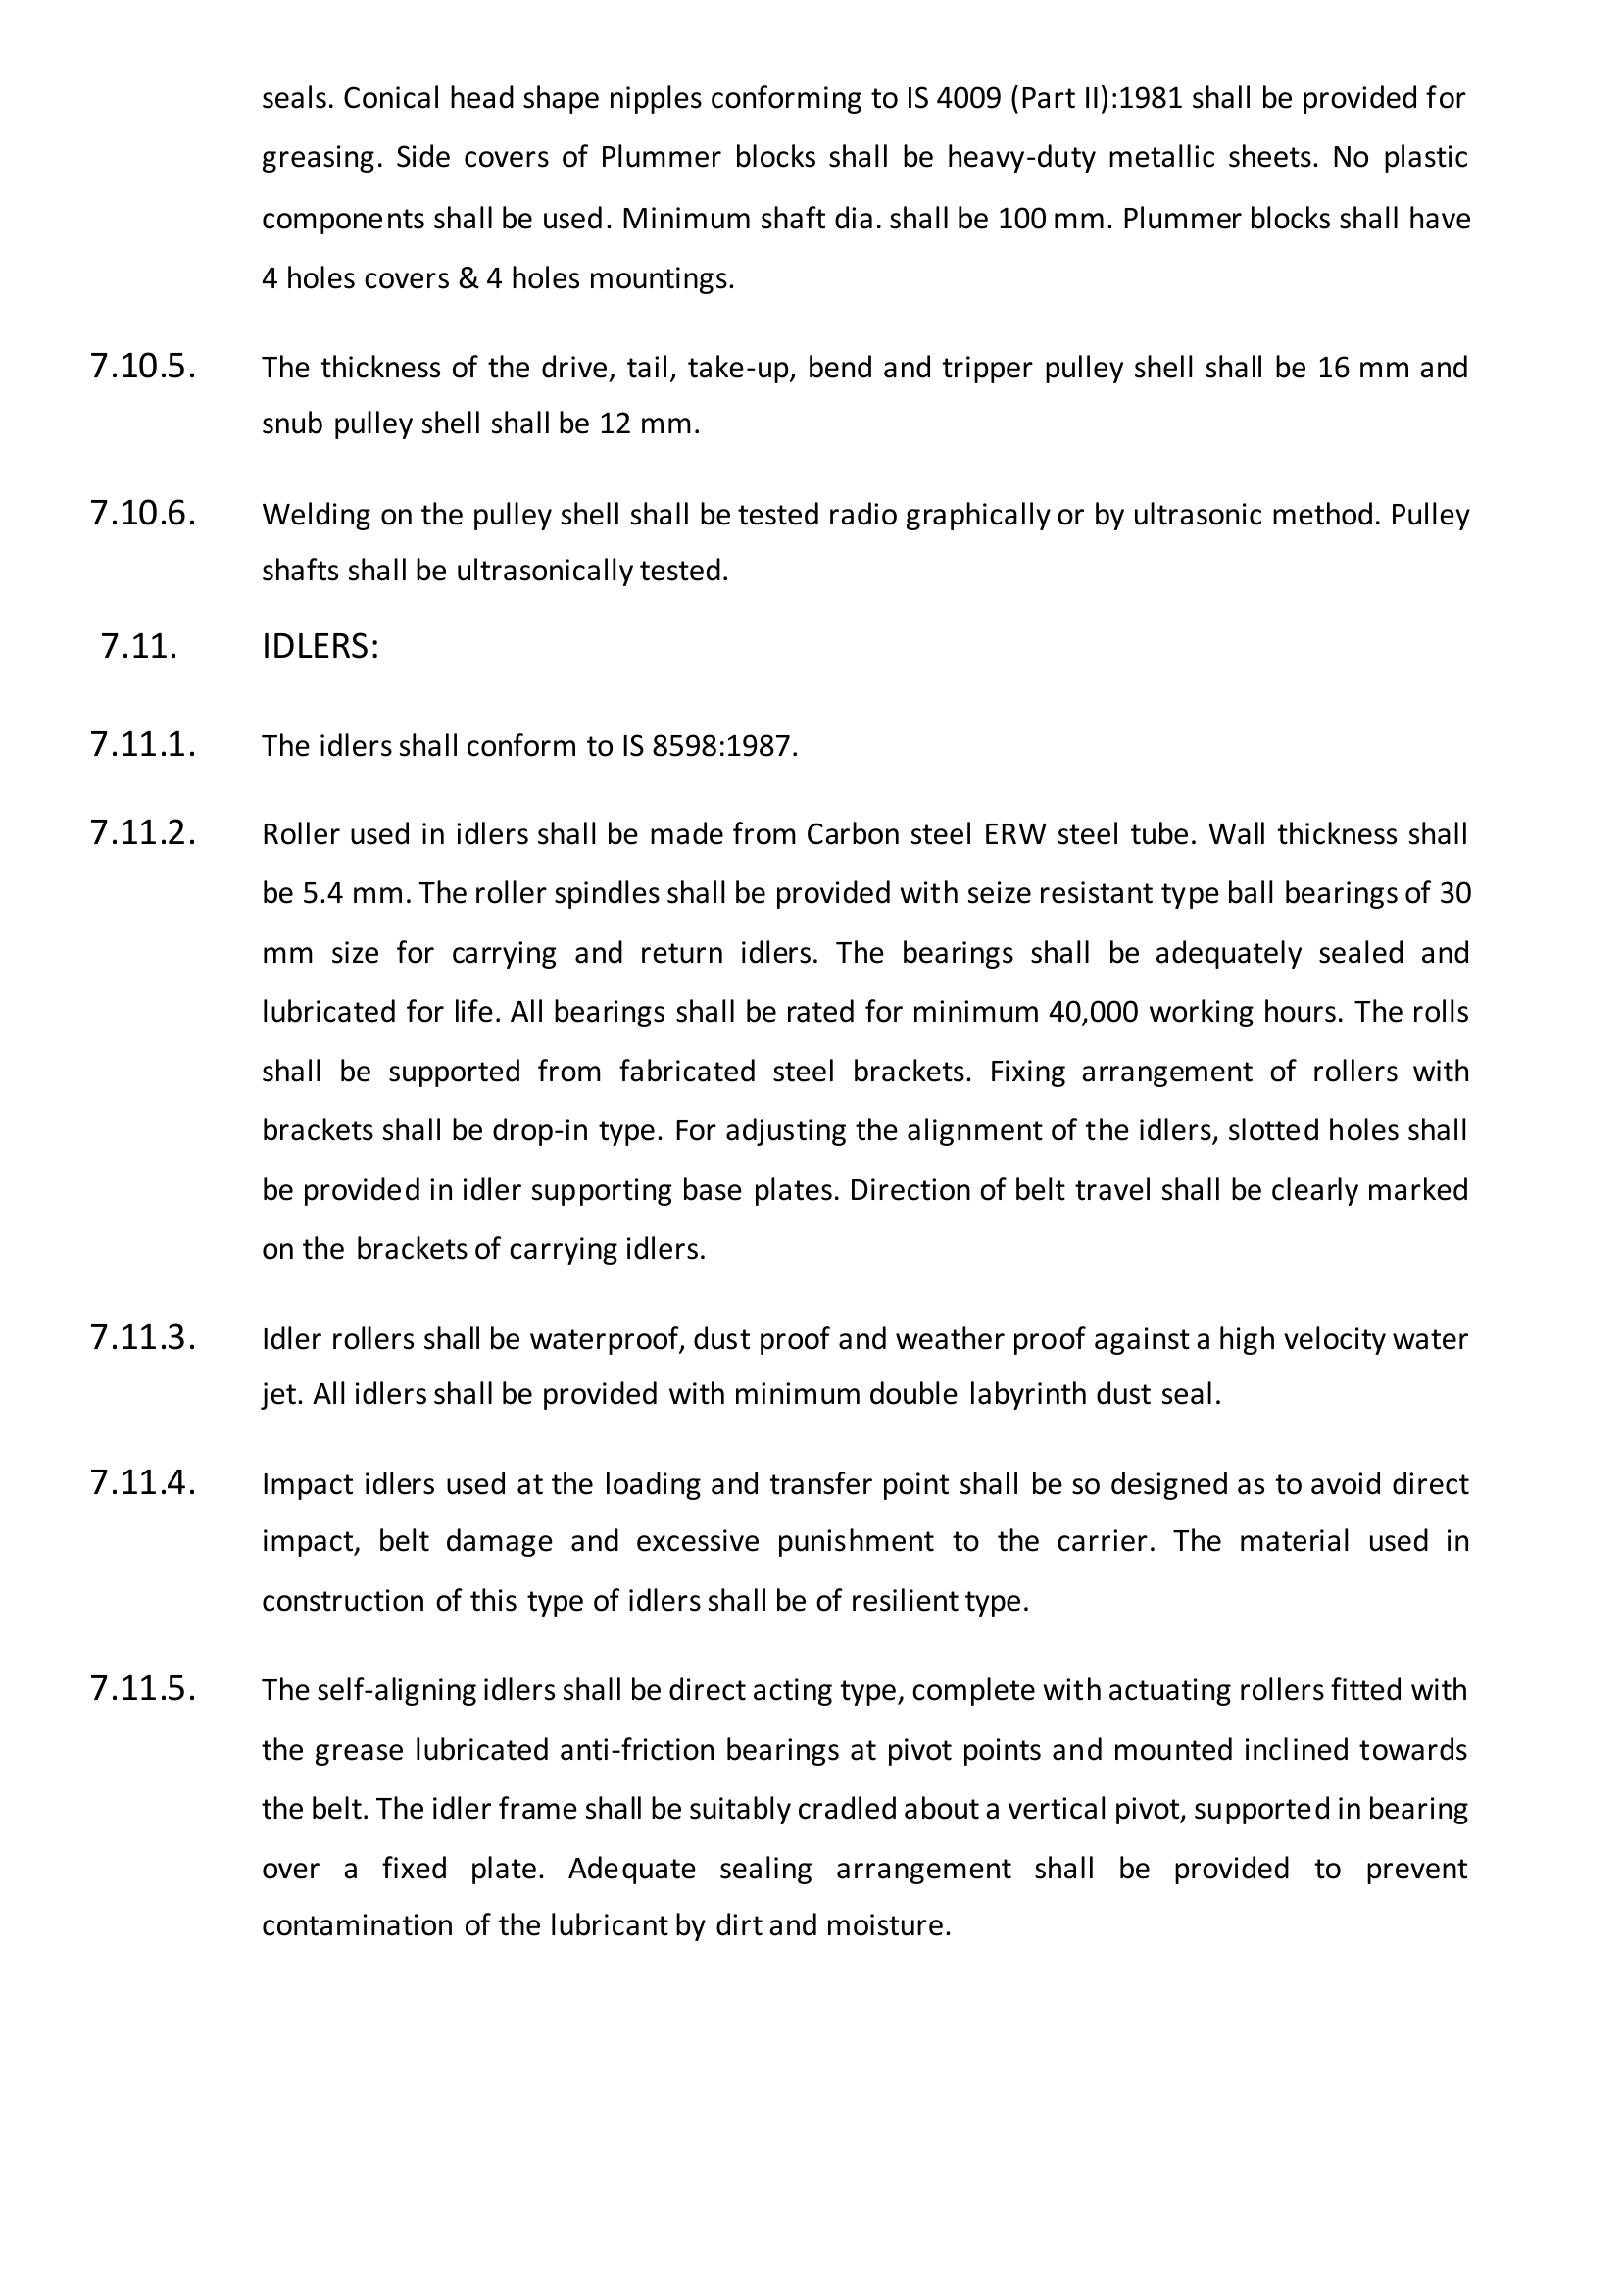 seals. Conical head shape nipples conforming to IS 4009 (Part II):1981 shall be provided for
greasing. Side covers of Plummer blocks shall be heavy-duty metallic sheets. No plastic
components shall be used. Minimum shaft dia. shall be 100 mm. Plummer blocks shall have
4 holes covers & 4 holes mountings.
7.10.5. The thickness of the drive, tail, take-up, bend and tripper pulley shell shall be 16 mm and
snub pulley shell shall be 12 mm.
7.10.6. Welding on the pulley shell shall be tested radio graphically or by ultrasonic method. Pulley
shafts shall be ultrasonically tested.
7.11. IDLERS:
7.11.1. The idlers shall conform to IS 8598:1987.
7.11.2. Roller used in idlers shall be made from Carbon steel ERW steel tube. Wall thickness shall
be 5.4 mm. The roller spindles shall be provided with seize resistant type ball bearings of 30
mm size for carrying and return idlers. The bearings shall be adequately sealed and
lubricated for life. All bearings shall be rated for minimum 40,000 working hours. The rolls
shall be supported from fabricated steel brackets. Fixing arrangement of rollers with
brackets shall be drop-in type. For adjusting the alignment of the idlers, slotted holes shall
be provided in idler supporting base plates. Direction of belt travel shall be clearly marked
on the brackets of carrying idlers.
7.11.3. Idler rollers shall be waterproof, dust proof and weather proof against a high velocity water
jet. All idlers shall be provided with minimum double labyrinth dust seal.
7.11.4. Impact idlers used at the loading and transfer point shall be so designed as to avoid direct
impact, belt damage and excessive punishment to the carrier. The material used in
construction of this type of idlers shall be of resilient type.
7.11.5. The self-aligning idlers shall be direct acting type, complete with actuating rollers fitted with
the grease lubricated anti-friction bearings at pivot points and mounted inclined towards
the belt. The idler frame shall be suitably cradled about a vertical pivot, supported in bearing
over a fixed plate. Adequate sealing arrangement shall be provided to prevent
contamination of the lubricant by dirt and moisture.